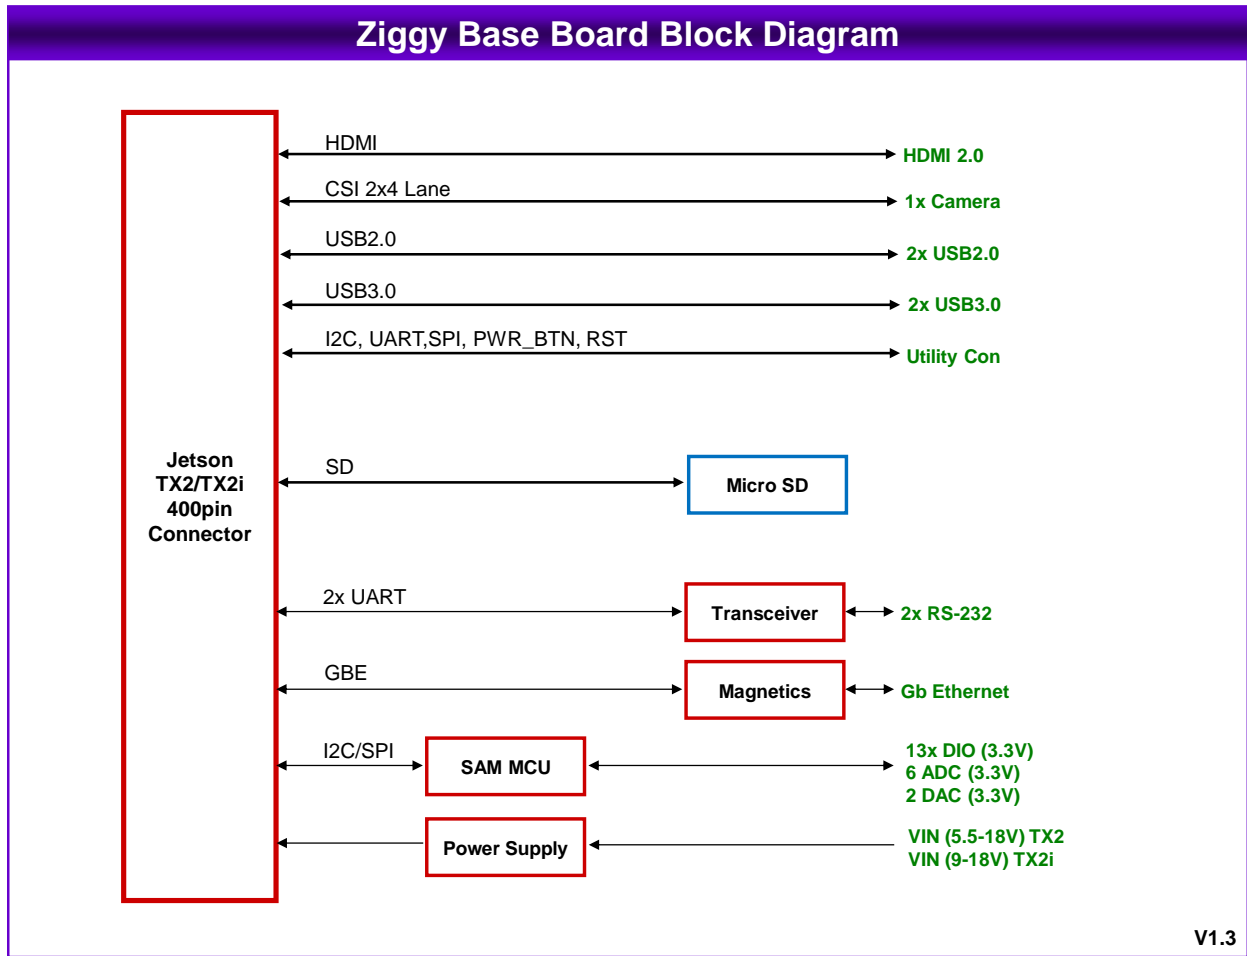 Ziggy Base Board Block Diagram
HDMI
HDMI 2.0
CSI 2x4 Lane
1x Camera
USB2.0
2x USB2.0
USB3.0
2x USB3.0
I2C, UART,SPI, PWR_BTN, RST
Utility Con
Jetson
TX2/TX2i
400pin
Connector
SD
Micro SD
2x UART
Transceiver
2x RS-232
GBE
Magnetics
Gb Ethernet
I2C/SPI
SAM MCU
13x DIO (3.3V)
6 ADC (3.3V)
2 DAC (3.3V)
Power Supply
VIN (5.5-18V) TX2
VIN (9-18V) TX2i
V1.3